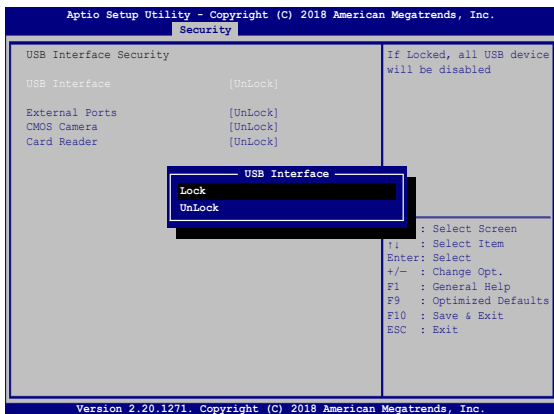 Aptio Setup Utility - Copyright (C) 2018 American Megatrends, Inc.
Security
USB Interface Security
USB Interface [UnLock]
External Ports [UnLock]
CMOS Camera [UnLock]
Card Reader [UnLock]
If Locked, all USB device
will be disabled
USB Interface
Lock
UnLock
: Select Screen
↑↓ : Select Item
Enter: Select
+/— : Change Opt.
F1 : General Help
F9 : Optimized Defaults
F10 : Save & Exit
ESC : Exit
Version 2.20.1271. Copyright (C) 2018 American Megatrends, Inc.